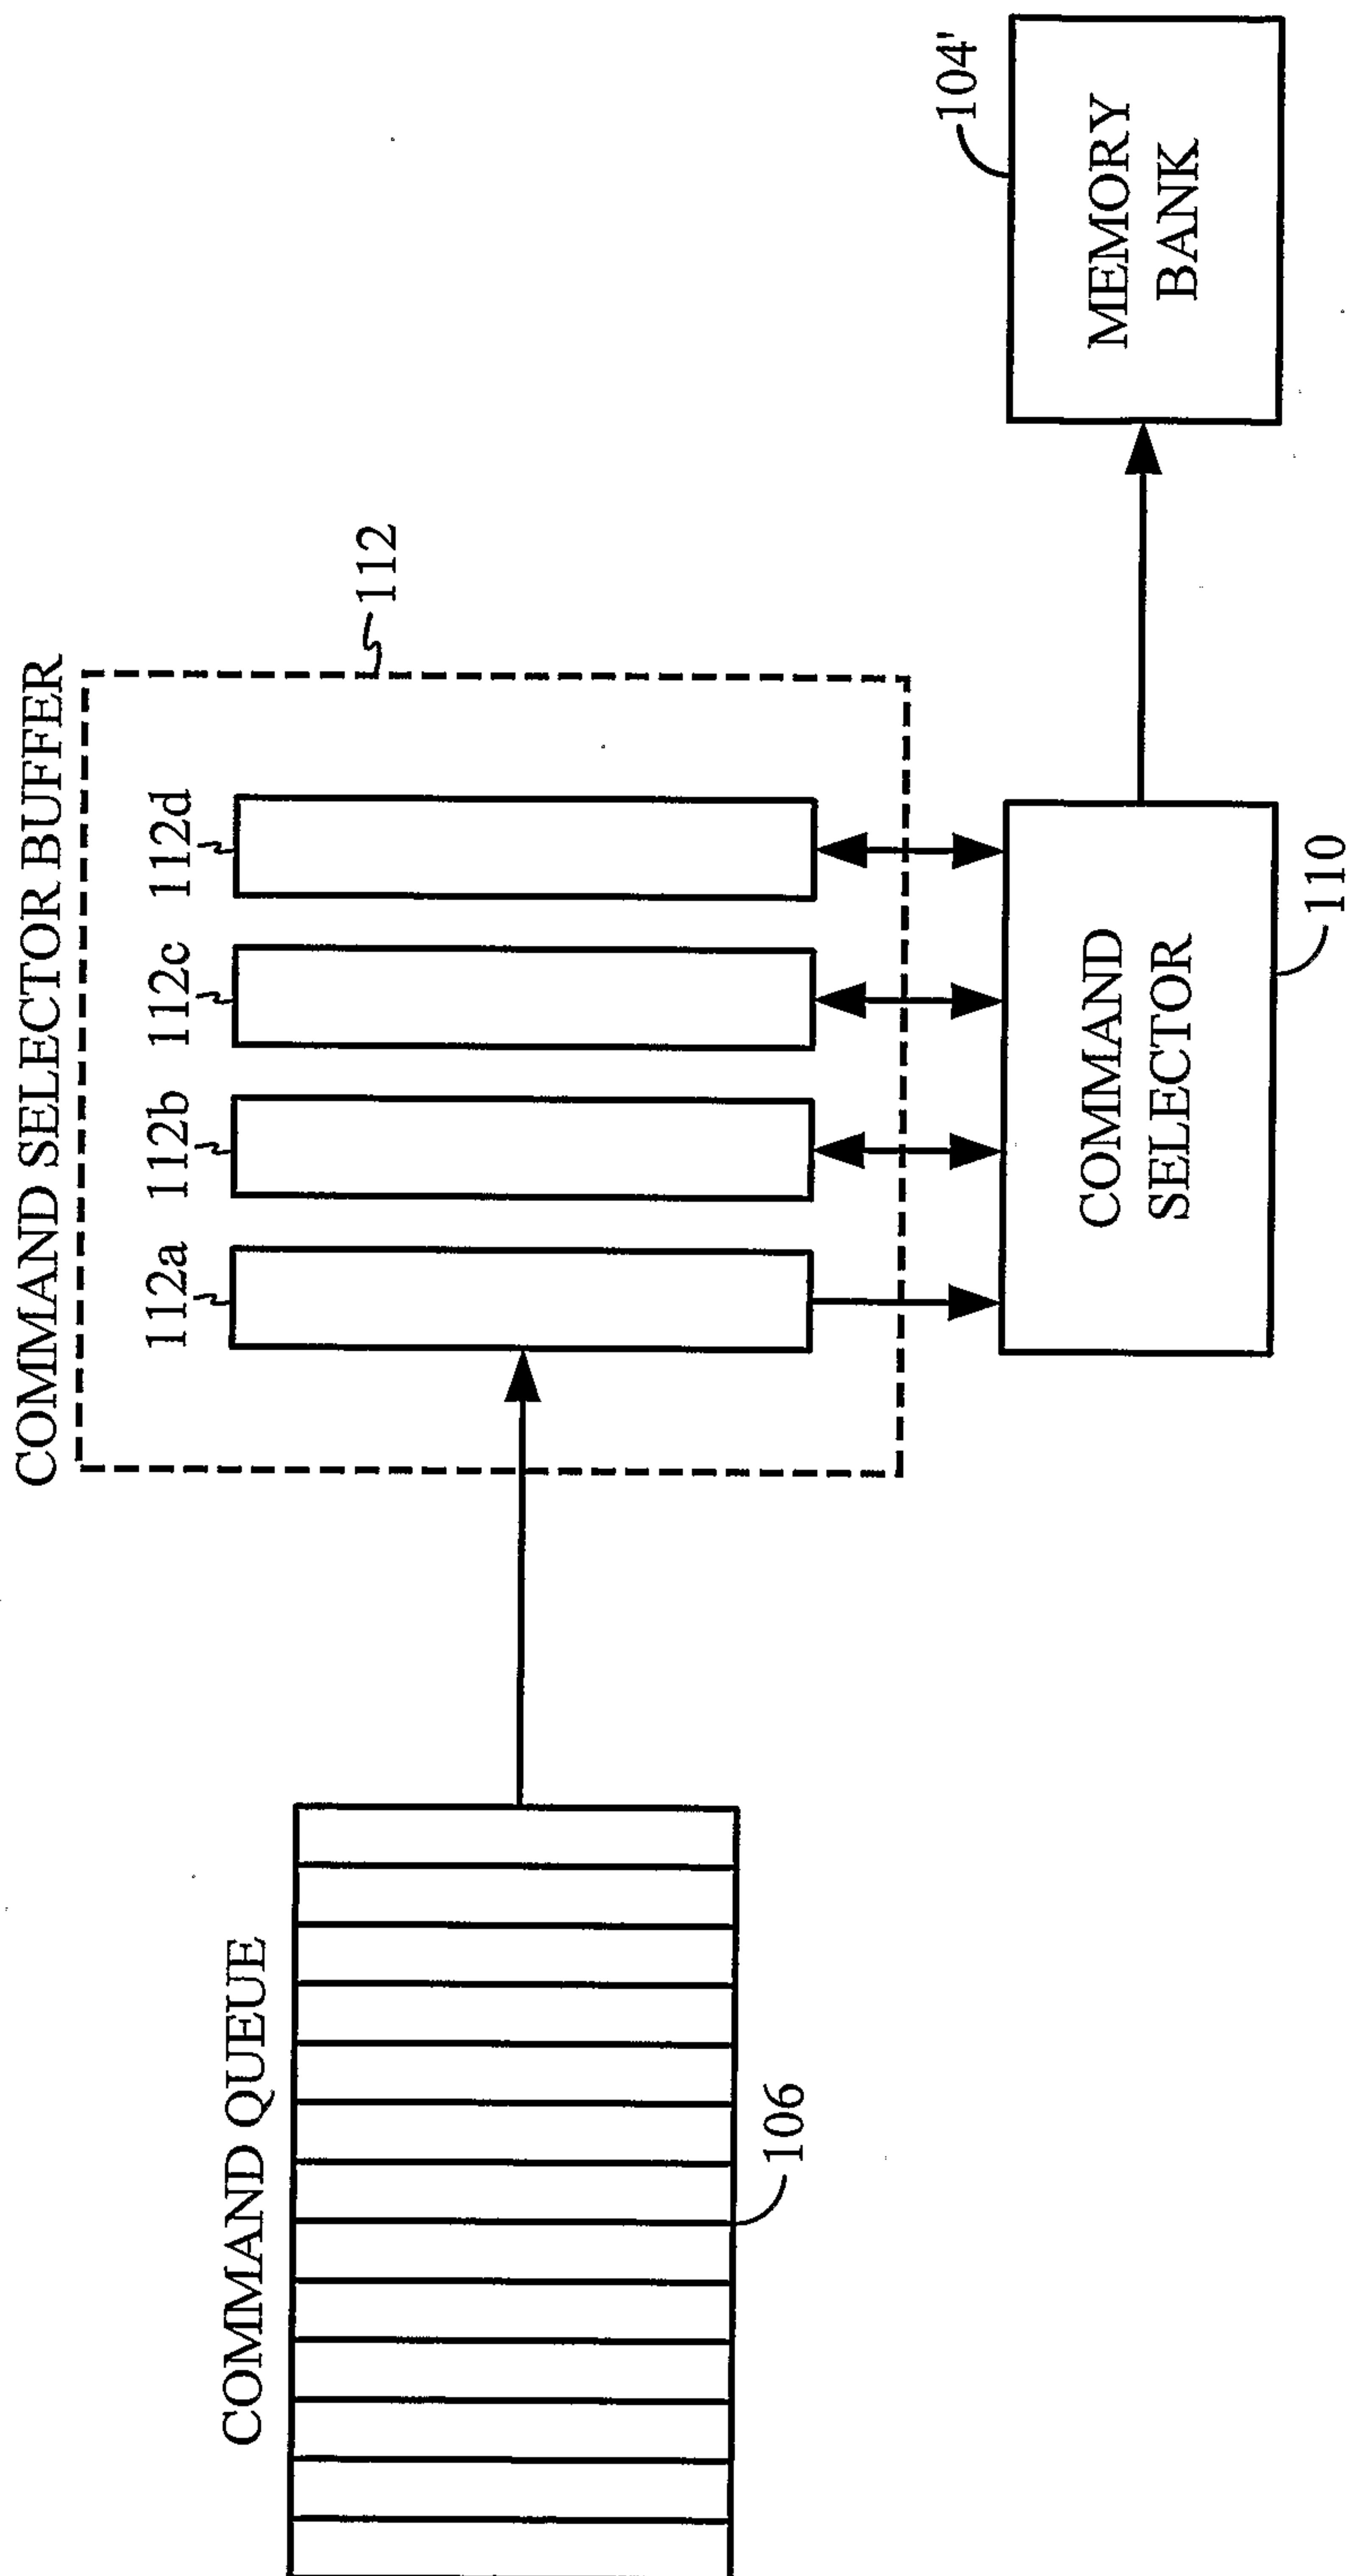 COMMAND QUEUE
106
COMMAND SELECTOR BUFFER
112
112a
112b
112c
112d
COMMAND
SELECTOR
110
MEMORY
BANK
104'